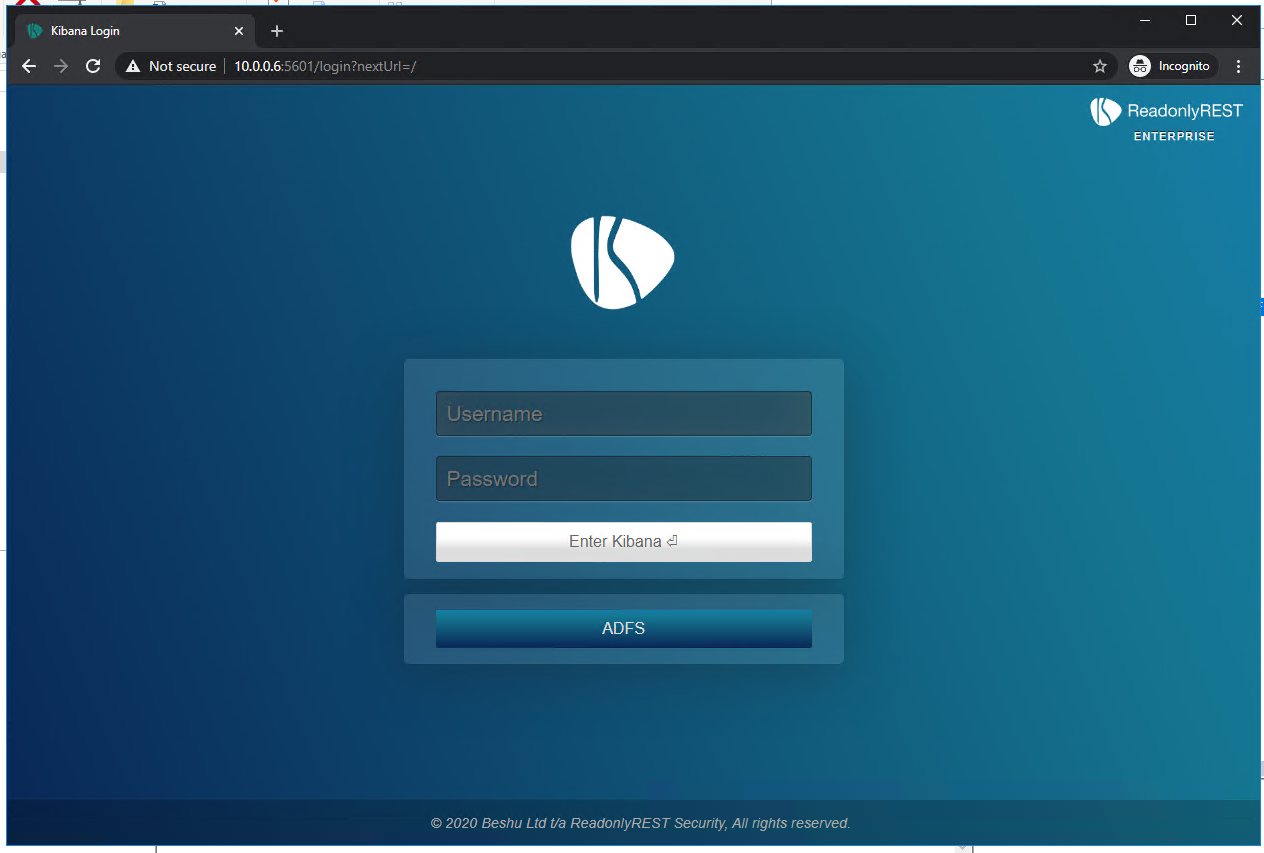 Kibana Login
Not secure 10.0.0.6:5601/login?nextUrl=/ Incognito
ReadonlyREST
ENTERPRISE
Username
Password
Enter Kibana ⏎
ADFS
© 2020 Beshu Ltd t/a ReadonlyREST Security, All rights reserved.